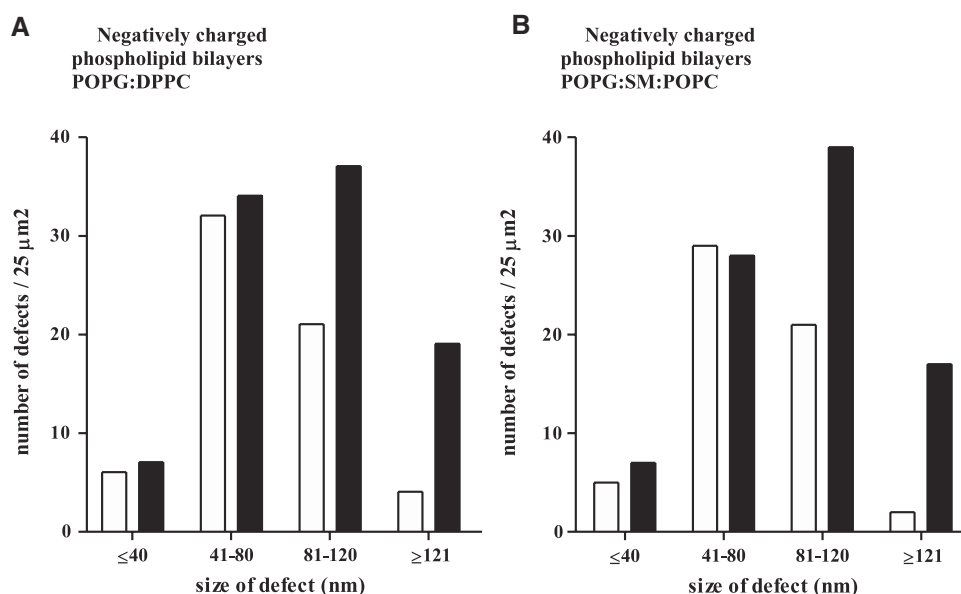 A
Negatively charged
phospholipid bilayers
POPG:DPPC
number of defects / 25 μm2
40
30
20
10
0
≤40 41-80 81-120 ≥121
size of defect (nm)
B
Negatively charged
phospholipid bilayers
POPG:SM:POPC
number of defects / 25 μm2
40
30
20
10
0
≤40 41-80 81-120 ≥121
size of defect (nm)